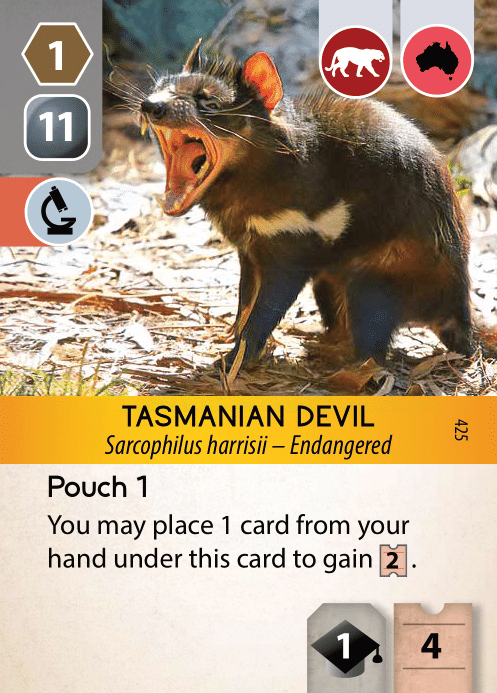 1
11
TASMANIAN DEVIL
Sarcophilus harrisii – Endangered
425
Pouch 1
You may place 1 card from your
hand under this card to gain 2 .
1
4